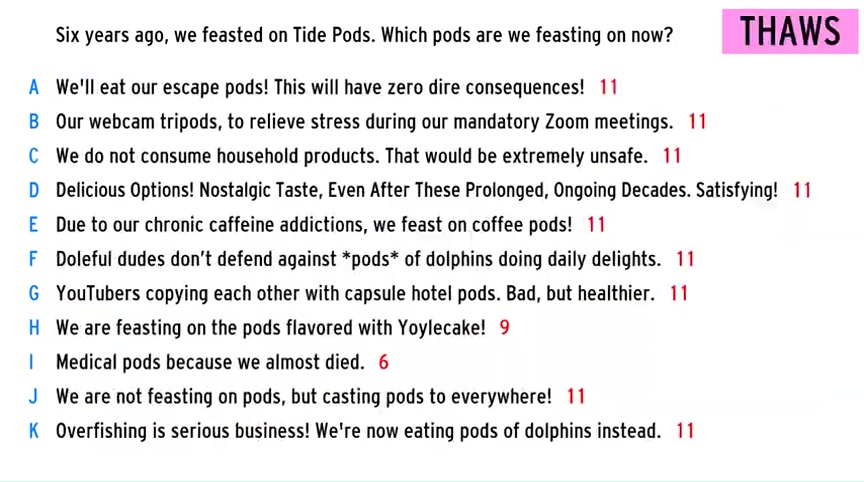 Six years ago, we feasted on Tide Pods. Which pods are we feasting on now?
THAWS
A We'll eat our escape pods! This will have zero dire consequences! 11
B Our webcam tripods, to relieve stress during our mandatory Zoom meetings. 11
C We do not consume household products. That would be extremely unsafe. 11
D Delicious Options! Nostalgic Taste, Even After These Prolonged, Ongoing Decades. Satisfying! 11
E Due to our chronic caffeine addictions, we feast on coffee pods! 11
F Doleful dudes don't defend against *pods* of dolphins doing daily delights. 11
G YouTubers copying each other with capsule hotel pods. Bad, but healthier. 11
H We are feasting on the pods flavored with Yoylecake! 9
I Medical pods because we almost died. 6
J We are not feasting on pods, but casting pods to everywhere! 11
K Overfishing is serious business! We're now eating pods of dolphins instead. 11